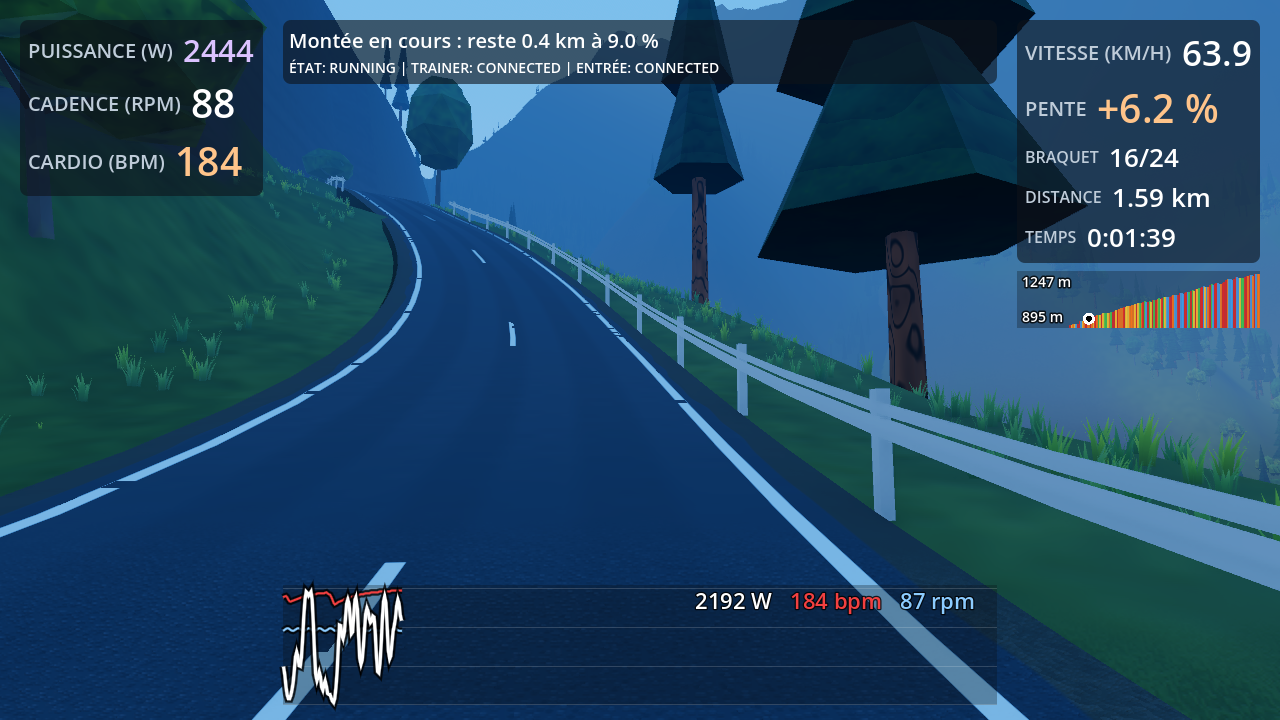 PUISSANCE (W) 2444
CADENCE (RPM) 88
CARDIO (BPM) 184
Montée en cours : reste 0.4 km à 9.0 %
ÉTAT: RUNNING | TRAINER: CONNECTED | ENTRÉE: CONNECTED
VITESSE (KM/H) 63.9
PENTE +6.2 %
BRAQUET 16/24
DISTANCE 1.59 km
TEMPS 0:01:39
1247 m
895 m
2192 W 184 bpm 87 rpm